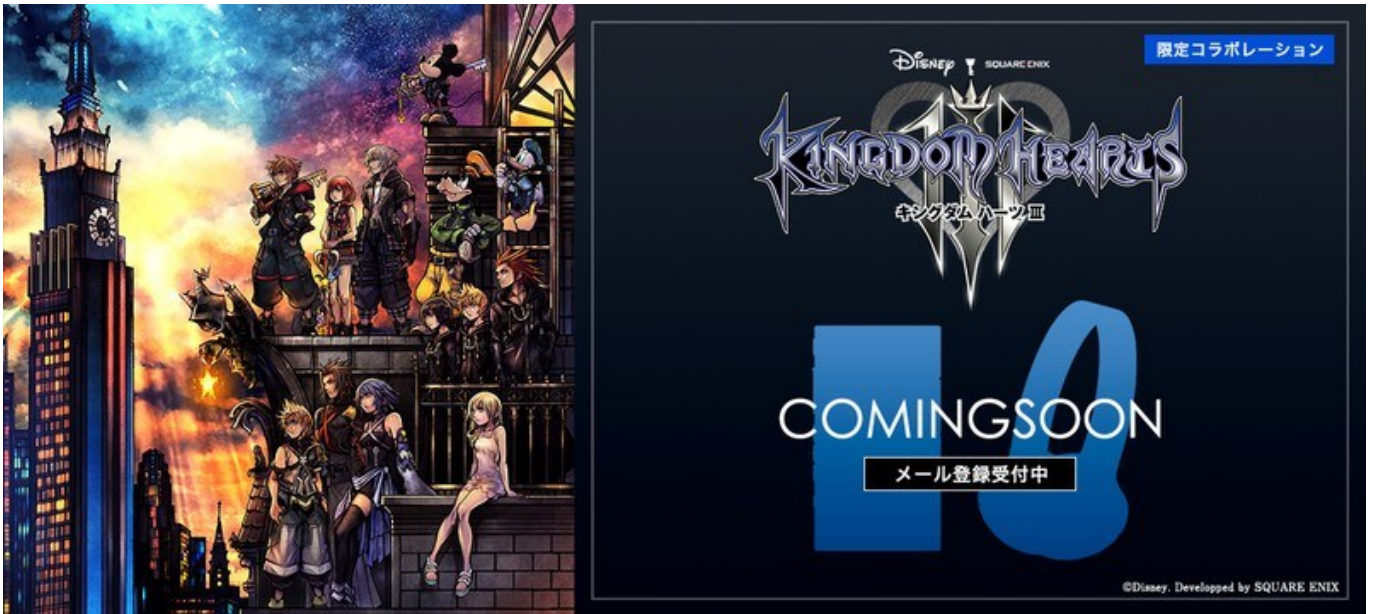 限定コラボレーション
Disney SQUARE ENIX
KINGDOM HEARTS III
キングダム ハーツ III
COMINGSOON
メール登録受付中
©Disney. Developped by SQUARE ENIX